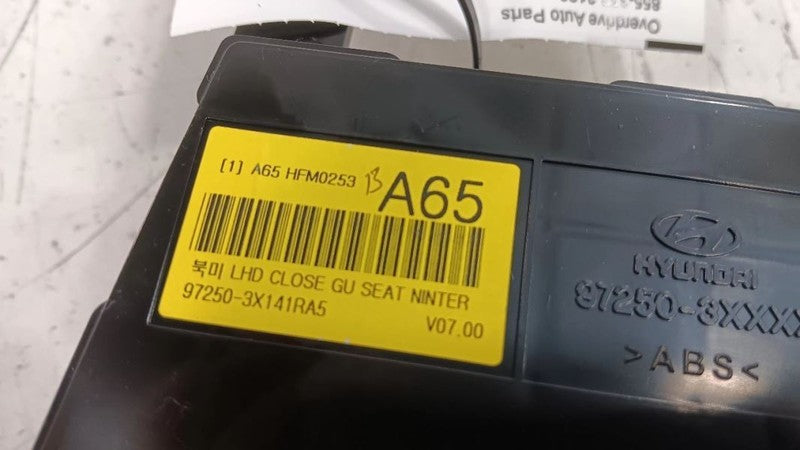 Overdrive Auto Parts
[1] A65 HFM0253 B A65
북미 LHD CLOSE GU SEAT NINTER
97250-3X141RA5
V07.00
HYUNDAI
97250-3XXXX
>ABS<